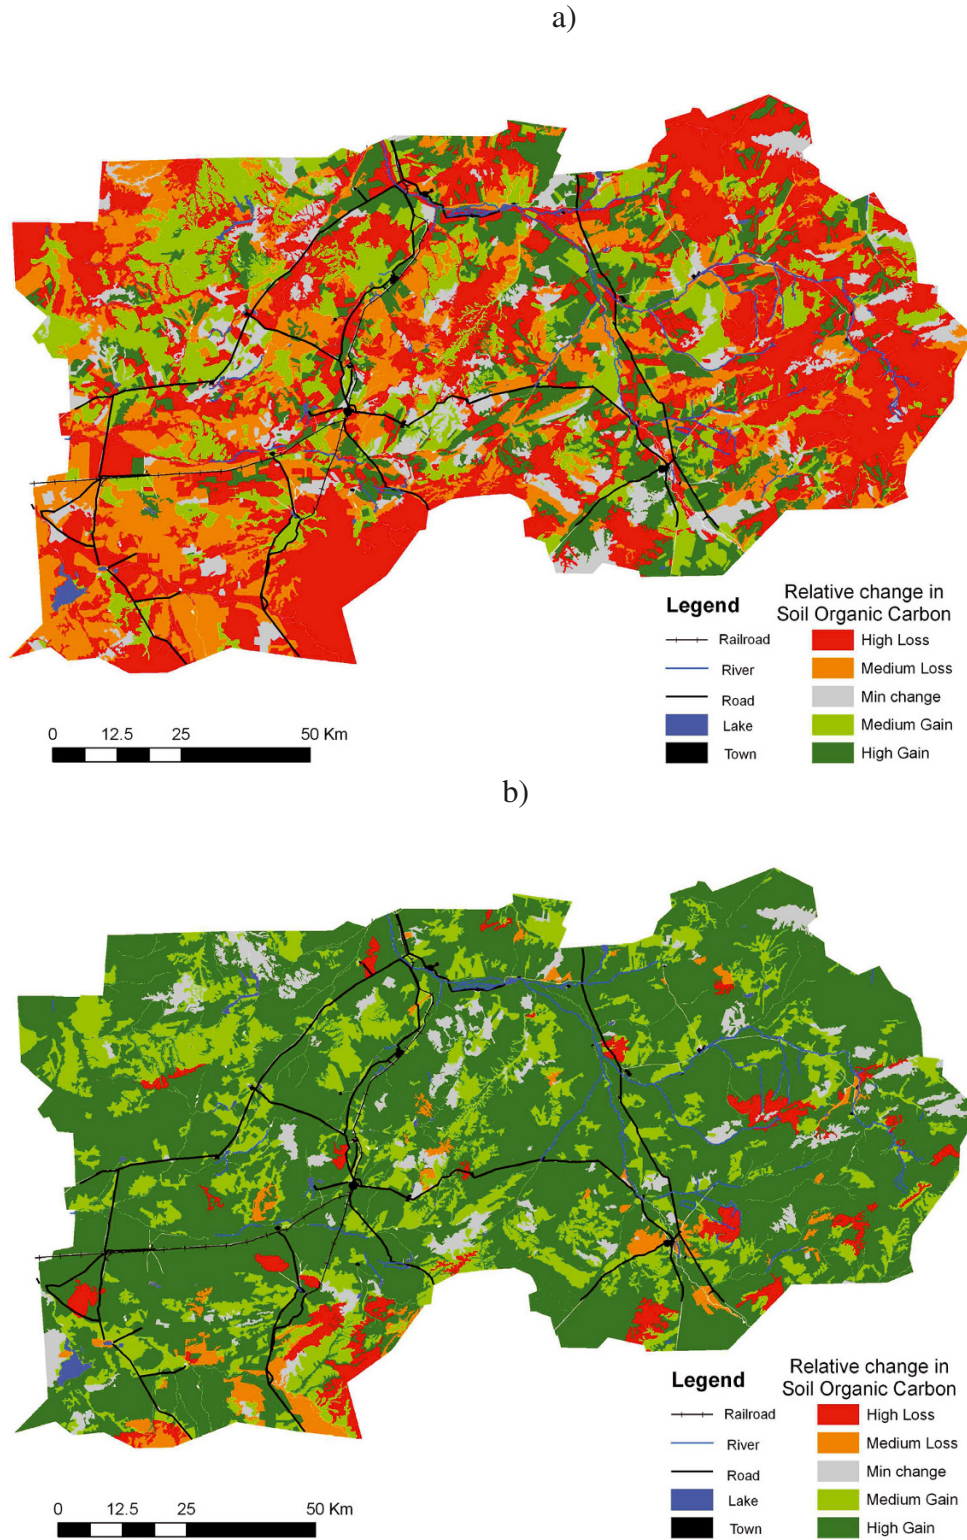 a)
Legend
Relative change in
Soil Organic Carbon
Railroad
High Loss
River
Medium Loss
Road
Min change
Lake
Medium Gain
Town
High Gain
0 12.5 25 50 Km
b)
Legend
Relative change in
Soil Organic Carbon
Railroad
High Loss
River
Medium Loss
Road
Min change
Lake
Medium Gain
Town
High Gain
0 12.5 25 50 Km